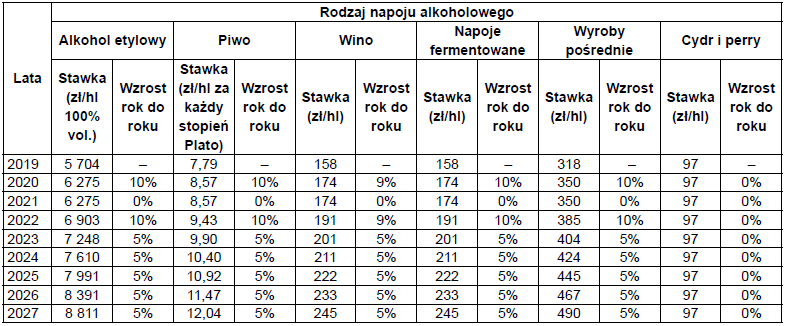 Rodzaj napoju alkoholowego
Lata Alkohol etylowy Piwo Wino Napoje fermentowane Wyroby pośrednie Cydr i perry
Stawka (zł/hl 100% vol.) Wzrost rok do roku Stawka (zł/hl za każdy stopień Plato) Wzrost rok do roku Stawka (zł/hl) Wzrost rok do roku Stawka (zł/hl) Wzrost rok do roku Stawka (zł/hl) Wzrost rok do roku Stawka (zł/hl) Wzrost rok do roku
2019 5 704 – 7,79 – 158 – 158 – 318 – 97 –
2020 6 275 10% 8,57 10% 174 9% 174 10% 350 10% 97 0%
2021 6 275 0% 8,57 0% 174 0% 174 0% 350 0% 97 0%
2022 6 903 10% 9,43 10% 191 9% 191 10% 385 10% 97 0%
2023 7 248 5% 9,90 5% 201 5% 201 5% 404 5% 97 0%
2024 7 610 5% 10,40 5% 211 5% 211 5% 424 5% 97 0%
2025 7 991 5% 10,92 5% 222 5% 222 5% 445 5% 97 0%
2026 8 391 5% 11,47 5% 233 5% 233 5% 467 5% 97 0%
2027 8 811 5% 12,04 5% 245 5% 245 5% 490 5% 97 0%